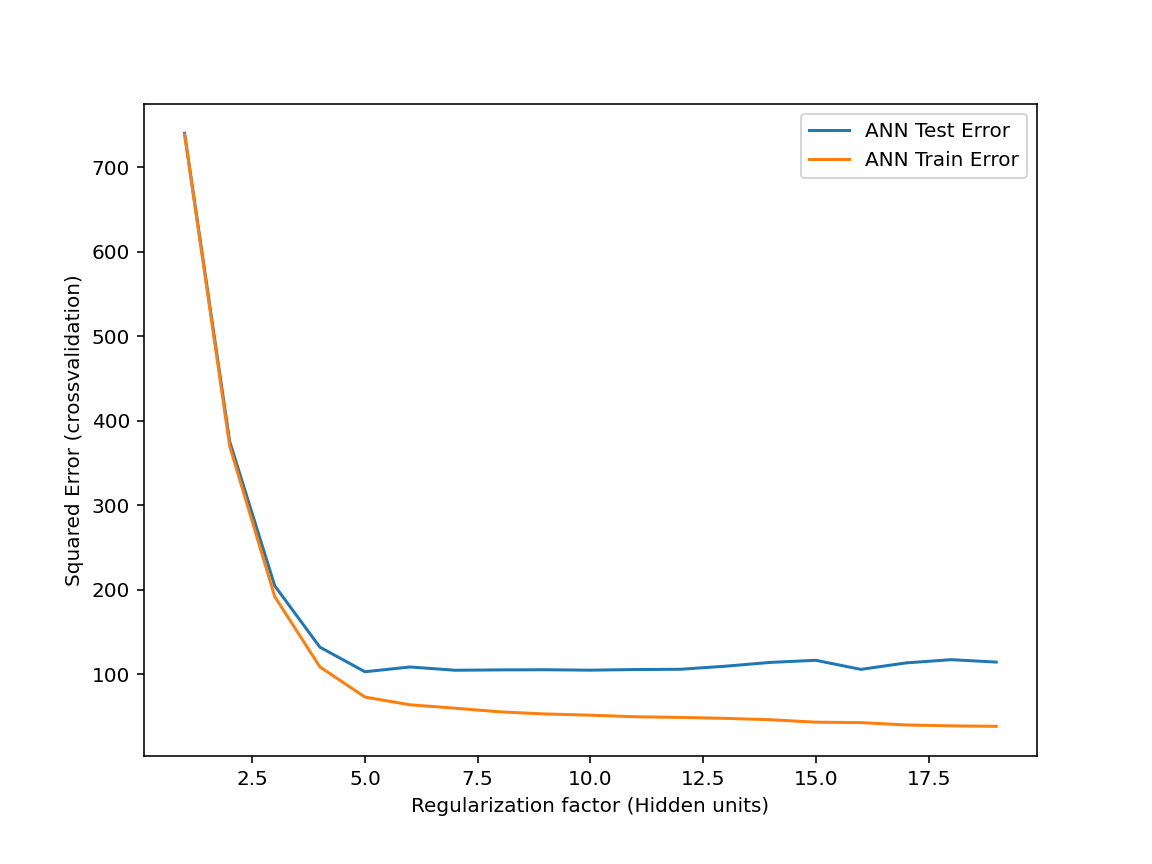 ANN Test Error
ANN Train Error
700
600
500
400
300
200
100
Squared Error (crossvalidation)
2.5 5.0 7.5 10.0 12.5 15.0 17.5
Regularization factor (Hidden units)